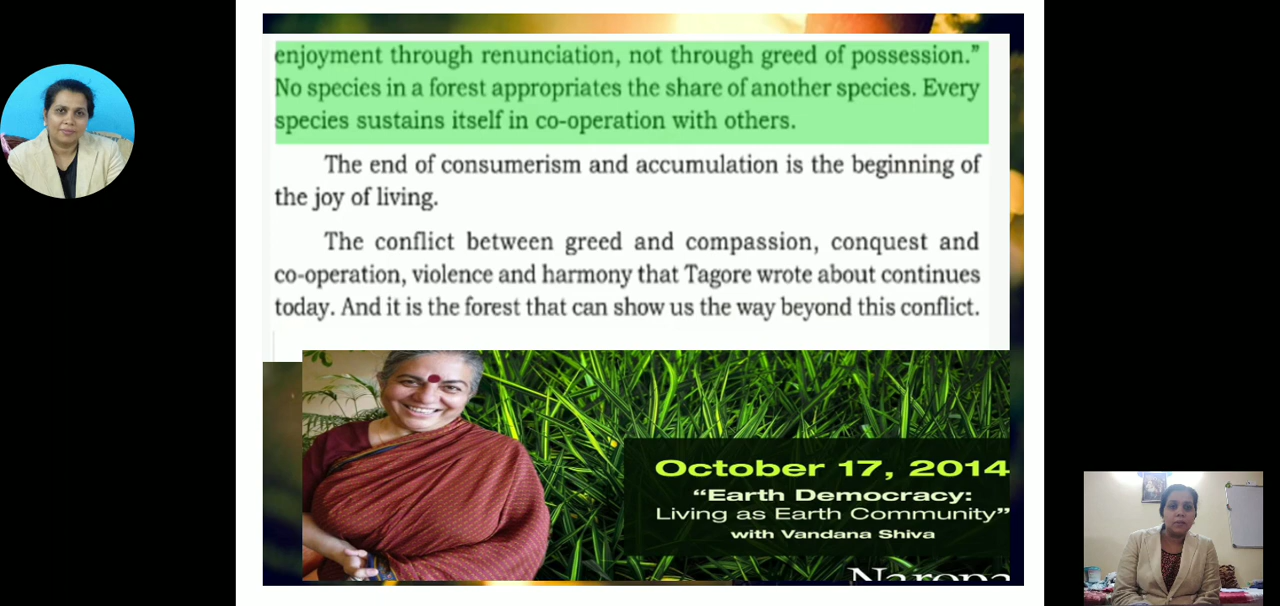 enjoyment through renunciation, not through greed of possession.”
No species in a forest appropriates the share of another species. Every
species sustains itself in co-operation with others.
The end of consumerism and accumulation is the beginning of
the joy of living.
The conflict between greed and compassion, conquest and
co-operation, violence and harmony that Tagore wrote about continues
today. And it is the forest that can show us the way beyond this conflict.
October 17, 2014
“Earth Democracy:
Living as Earth Community”
with Vandana Shiva
Naropa